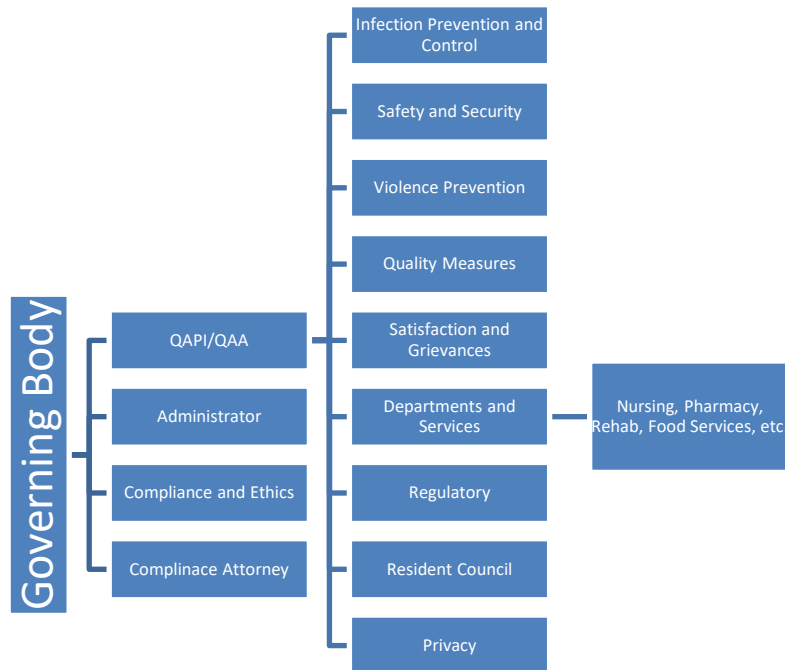 Governing Body
QAPI/QAA
Administrator
Compliance and Ethics
Complinace Attorney
Infection Prevention and
Control
Safety and Security
Violence Prevention
Quality Measures
Satisfaction and
Grievances
Departments and
Services
Regulatory
Resident Council
Privacy
Nursing, Pharmacy,
Rehab, Food Services, etc